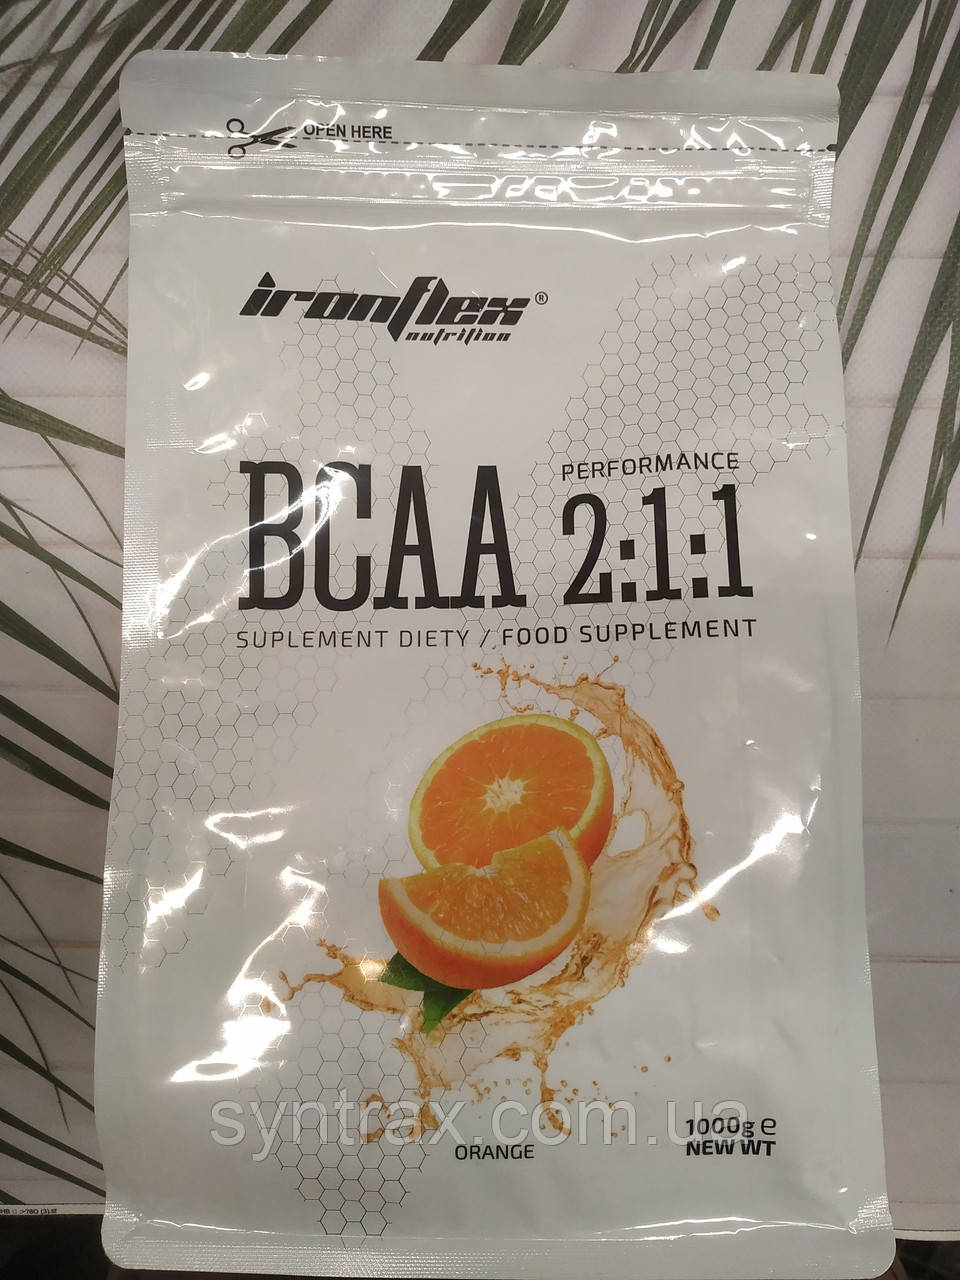 OPEN HERE
ironflex®
nutrition
PERFORMANCE
BCAA 2:1:1
SUPLEMENT DIETY / FOOD SUPPLEMENT
syntrax.com.ua
1000g e
NEW WT
ORANGE